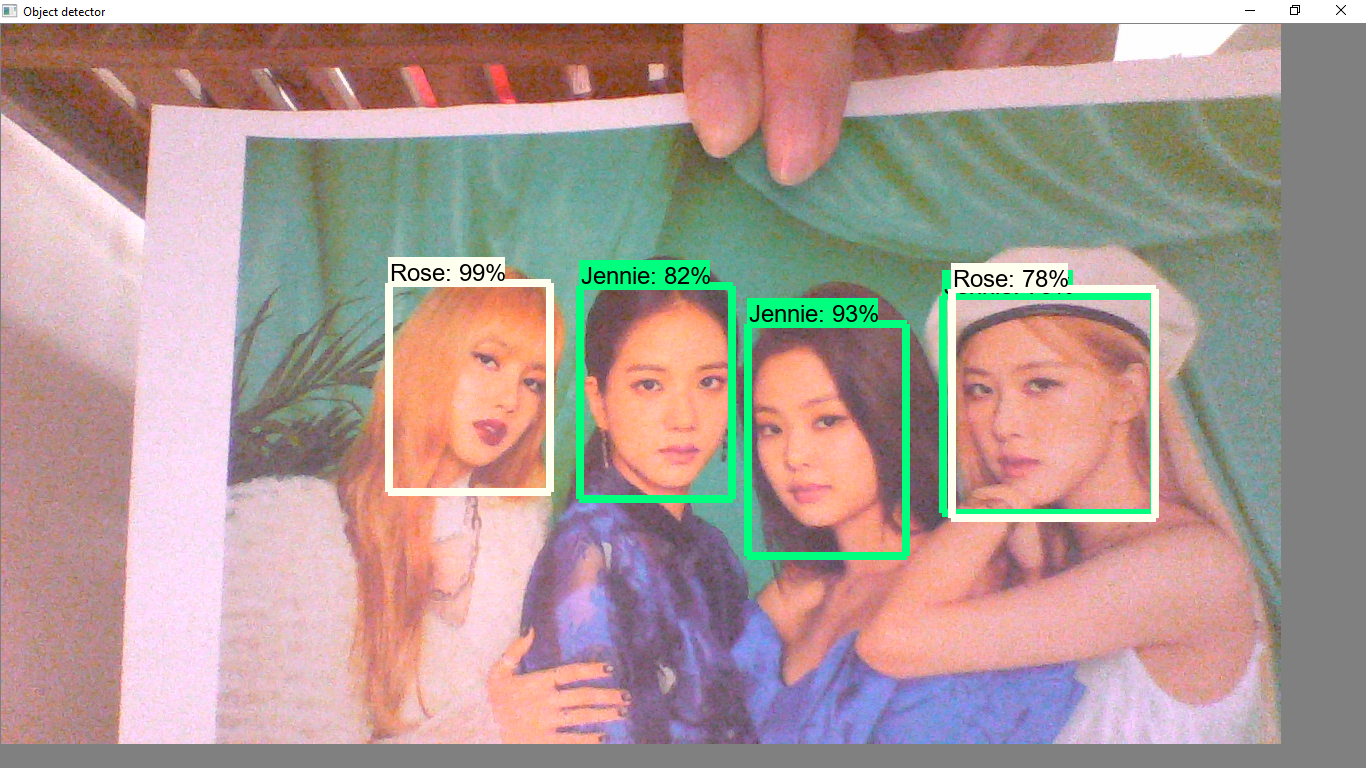 Object detector
Rose: 99%
Jennie: 82%
Jennie: 93%
Rose: 78%